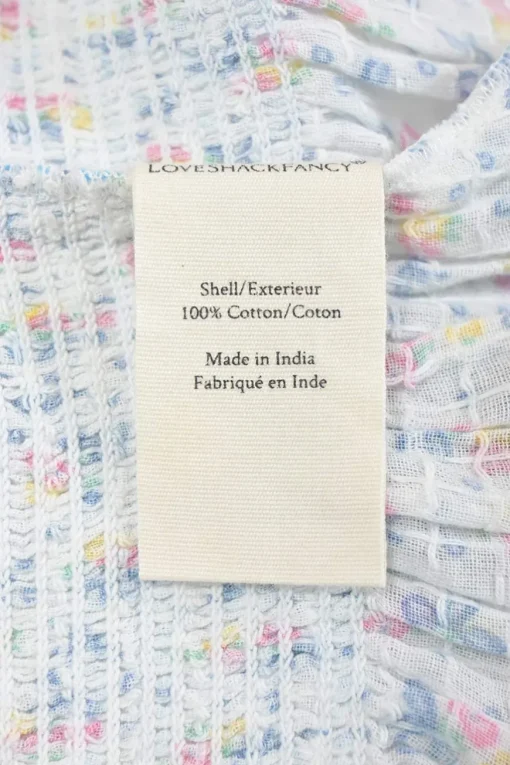 LOVESHACKFANCY®
Shell/Exterieur
100% Cotton/Coton
Made in India
Fabriqué en Inde